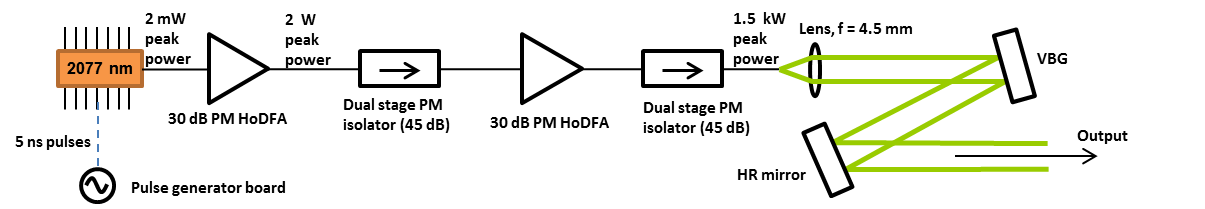 2077 nm
2 mW
peak
power
30 dB PM HoDFA
2 W
peak
power
Dual stage PM
isolator (45 dB)
30 dB PM HoDFA
Dual stage PM
isolator (45 dB)
1.5 kW
peak
power
Lens, f = 4.5 mm
VBG
HR mirror
Output
5 ns pulses
Pulse generator board